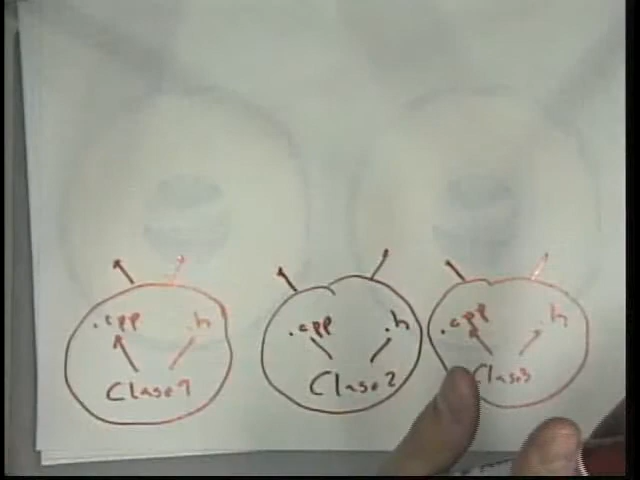 .cpp .h
Clase1
.cpp .h
Clase2
.cpp .h
Clase3